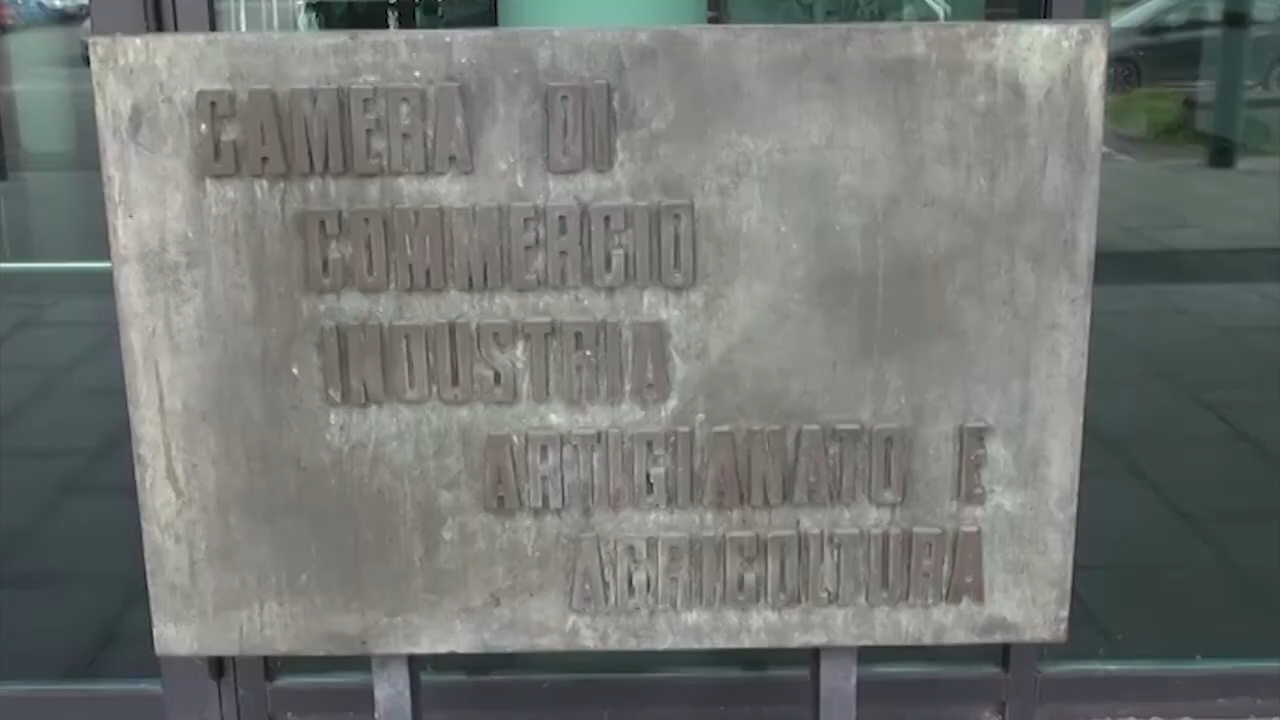 CAMERA DI
COMMERCIO
INDUSTRIA
ARTIGIANATO E
AGRICOLTURA